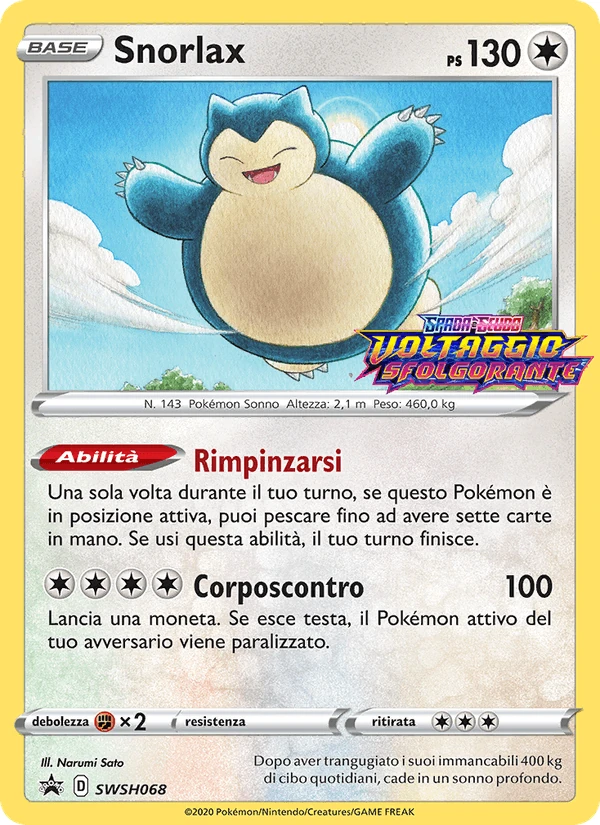 BASE Snorlax PS 130
SPADA E SCUDO
VOLTAGGIO
SFOLGORANTE
N. 143 Pokémon Sonno Altezza: 2,1 m Peso: 460,0 kg
Abilità Rimpinzarsi
Una sola volta durante il tuo turno, se questo Pokémon è
in posizione attiva, puoi pescare fino ad avere sette carte
in mano. Se usi questa abilità, il tuo turno finisce.
Corposcontro 100
Lancia una moneta. Se esce testa, il Pokémon attivo del
tuo avversario viene paralizzato.
debolezza ×2 resistenza ritirata
Ill. Narumi Sato
Dopo aver trangugiato i suoi immancabili 400 kg
di cibo quotidiani, cade in un sonno profondo.
D SWSH068
©2020 Pokémon/Nintendo/Creatures/GAME FREAK